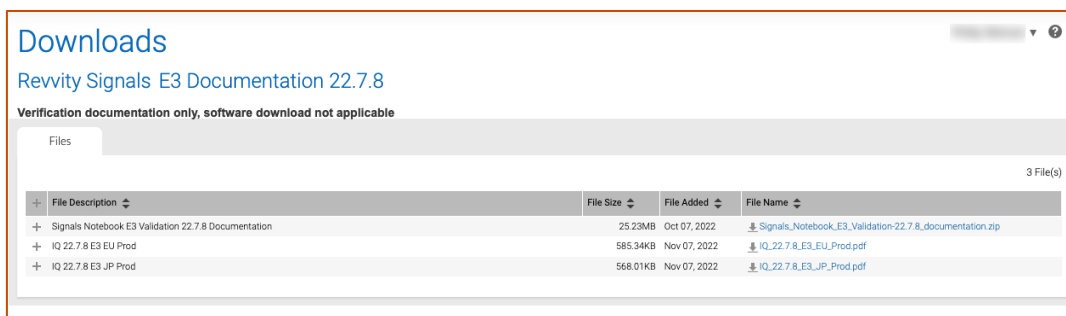 Downloads
Revvity Signals E3 Documentation 22.7.8
Verification documentation only, software download not applicable
Files
3 File(s)
File Description File Size File Added File Name
Signals Notebook E3 Validation 22.7.8 Documentation 25.23MB Oct 07, 2022 Signals_Notebook_E3_Validation-22.7.8_documentation.zip
IQ 22.7.8 E3 EU Prod 585.34KB Nov 07, 2022 IQ_22.7.8_E3_EU_Prod.pdf
IQ 22.7.8 E3 JP Prod 568.01KB Nov 07, 2022 IQ_22.7.8_E3_JP_Prod.pdf